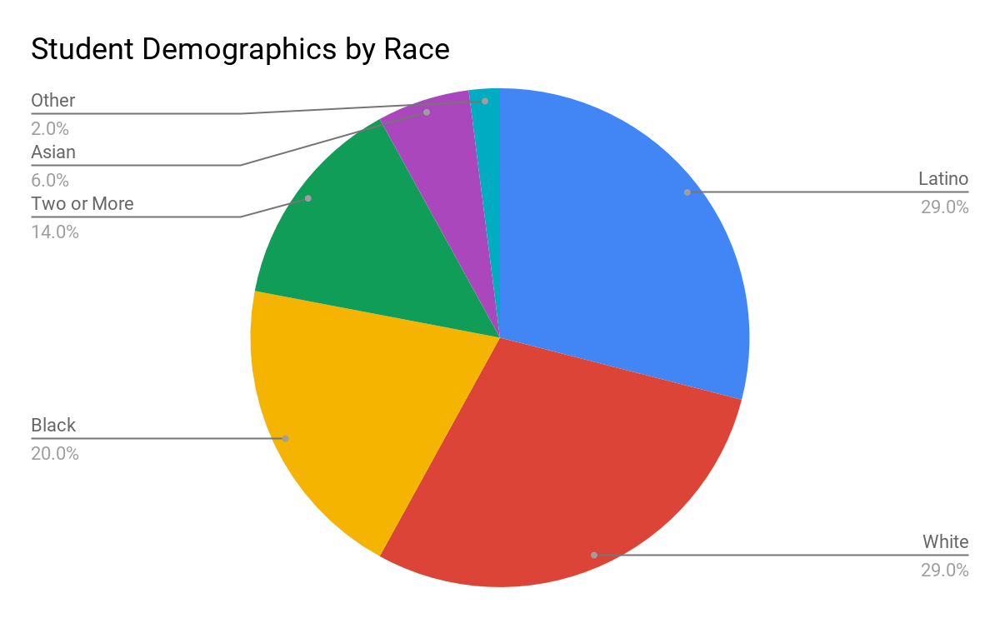 Student Demographics by Race
Other
2.0%
Asian
6.0%
Two or More
14.0%
Black
20.0%
Latino
29.0%
White
29.0%